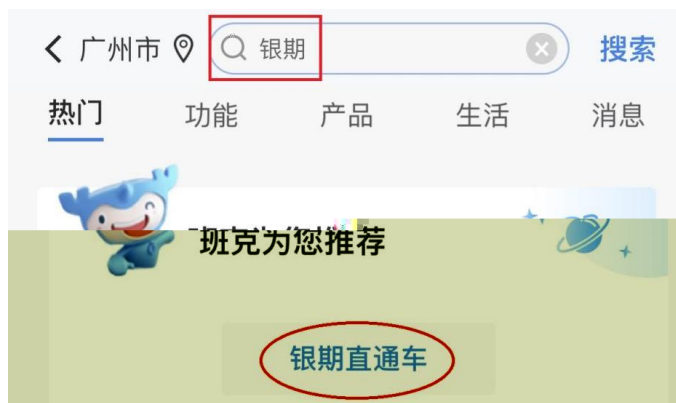 广州市 银期 搜索
热门 功能 产品 生活 消息
班克为您推荐
银期直通车